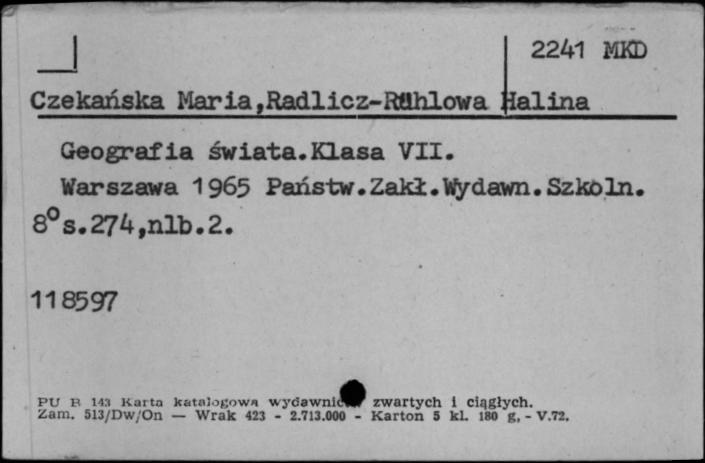 2241 MKD
Czekańska Maria,Radlicz-Rühlowa Halina
Geografia świata.Klasa VII.
Warszawa 1965 Państw.Zakł.Wydawn.Szkoln.
8° s.274,nlb.2.
118597
PU B 143 Karta katalogowa zwartych i ciągłych.
Zam. 513/Dw/On — Wrak 423 - 2.713.000 - Karton 5 kl. 180 g. - V.72.